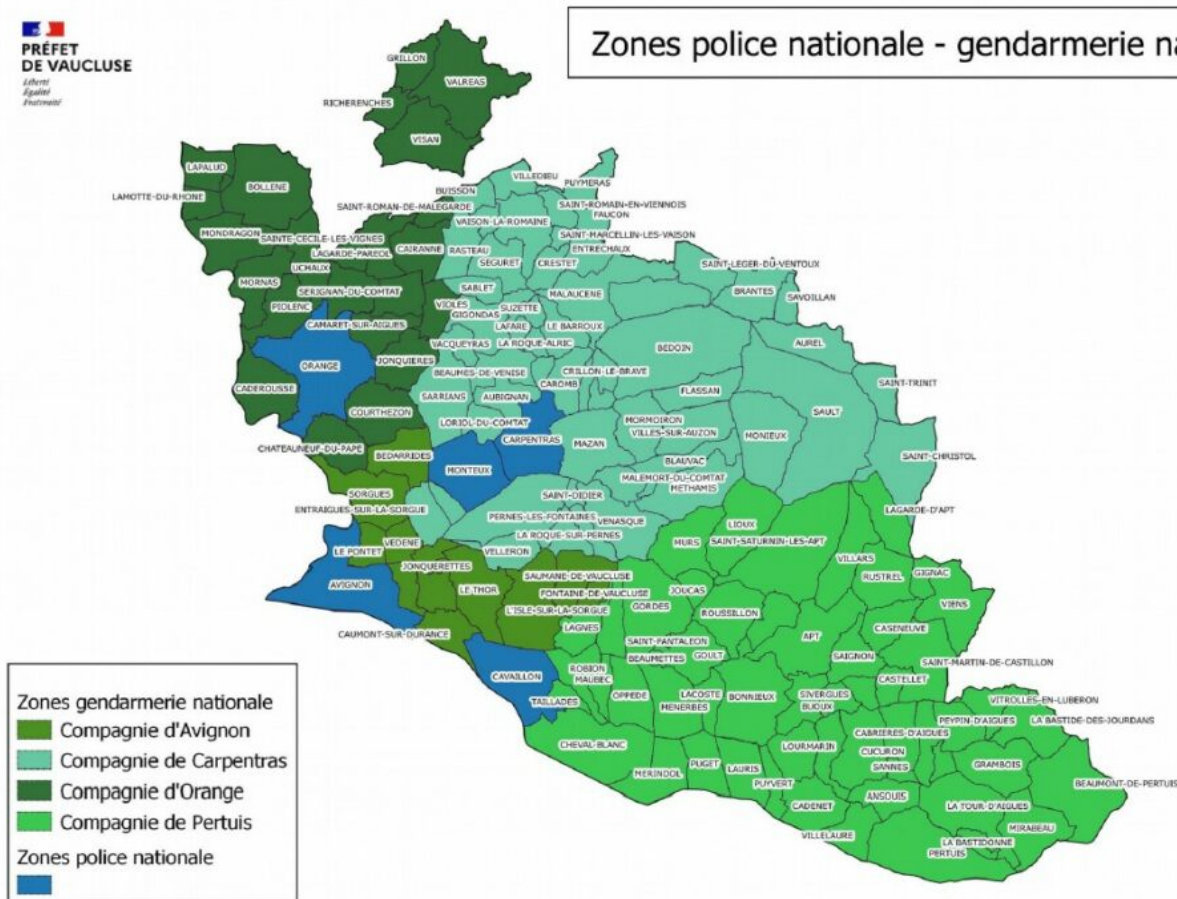 PRÉFET
DE VAUCLUSE
Liberté
Égalité
Fraternité
Zones police nationale - gendarmerie na
GRILLON
VALREAS
RICHERENCHES
VISAN
LAPALUD
BOLLENE
LAMOTTE-DU-RHONE
VILLEDIEU
PUYMERAS
BUISSON
SAINT-ROMAN-DE-MALEGARDE
SAINT-ROMAIN-EN-VIENNOIS
FAUCON
VAISON-LA-ROMAINE
MONDRAGON
SAINTE-CECILE-LES-VIGNES
SAINT-MARCELLIN-LES-VAISON
LAGARDE-PAREOL
CAIRANNE
RASTEAU
ENTRECHAUX
UCHAUX
SEGURET
CRESTET
SAINT-LEGER-DU-VENTOUX
MORNAS
SERIGNAN-DU-COMTAT
SABLET
MALAUCENE
BRANTES
SAVOILLAN
PIOLENC
VIOLES
GIGONDAS
SUZETTE
CAMARET-SUR-AIGUES
LAFARE
LE BARROUX
VACQUEYRAS
LA ROQUE-ALRIC
BEDOIN
AUREL
ORANGE
JONQUIERES
BEAUMES-DE-VENISE
CRILLON-LE-BRAVE
CADEROUSSE
CAROMB
FLASSAN
SAINT-TRINIT
SARRIANS
AUBIGNAN
COURTHEZON
LORIOL-DU-COMTAT
MORMOIRON
SAULT
CHATEAUNEUF-DU-PAPE
CARPENTRAS
MAZAN
VILLES-SUR-AUZON
MONIEUX
BEDARRIDES
MONTEUX
BLAUVAC
SAINT-CHRISTOL
MALEMORT-DU-COMTAT
METHAMIS
SORGUES
SAINT-DIDIER
ENTRAIGUES-SUR-LA-SORGUE
PERNES-LES-FONTAINES
VENASQUE
LAGARDE-D'APT
LIOUX
LA ROQUE-SUR-PERNES
MURS
SAINT-SATURNIN-LES-APT
VEDENE
LE PONTET
VELLERON
VILLARS
JONQUERETTES
SAUMANE-DE-VAUCLUSE
RUSTREL
GIGNAC
AVIGNON
LE THOR
FONTAINE-DE-VAUCLUSE
JOUCAS
L'ISLE-SUR-LA-SORGUE
GORDES
ROUSSILLON
VIENS
LAGNES
CASENEUVE
CAUMONT-SUR-DURANCE
SAINT-PANTALEON
APT
BEAUMETTES
GOULT
SAIGNON
SAINT-MARTIN-DE-CASTILLON
CAVAILLON
ROBION
MAUBEC
CASTELLET
TAILLADES
OPPEDE
LACOSTE
BONNIEUX
SIVERGUES
MENERBES
BUOUX
VITROLLES-EN-LUBERON
PEYPIN-D'AIGUES
LA BASTIDE-DES-JOURDANS
CABRIERES-D'AIGUES
CHEVAL-BLANC
LOURMARIN
CUCURON
SANNES
GRAMBOIS
MERINDOL
PUGET
LAURIS
PUYVERT
BEAUMONT-DE-PERTUIS
ANSOUIS
CADENET
LA TOUR-D'AIGUES
MIRABEAU
VILLELAURE
LA BASTIDONNE
PERTUIS
Zones gendarmerie nationale
Compagnie d'Avignon
Compagnie de Carpentras
Compagnie d'Orange
Compagnie de Pertuis
Zones police nationale